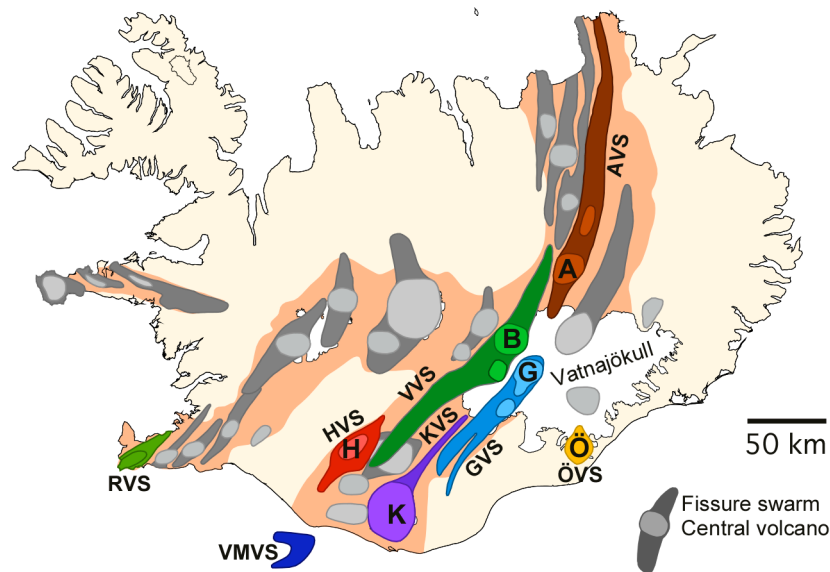 AVS
A
B
G
Vatnajökull
VVS
HVS
KVS
H
GVS
Ö
ÖVS
50 km
RVS
K
VMVS
Fissure swarm
Central volcano